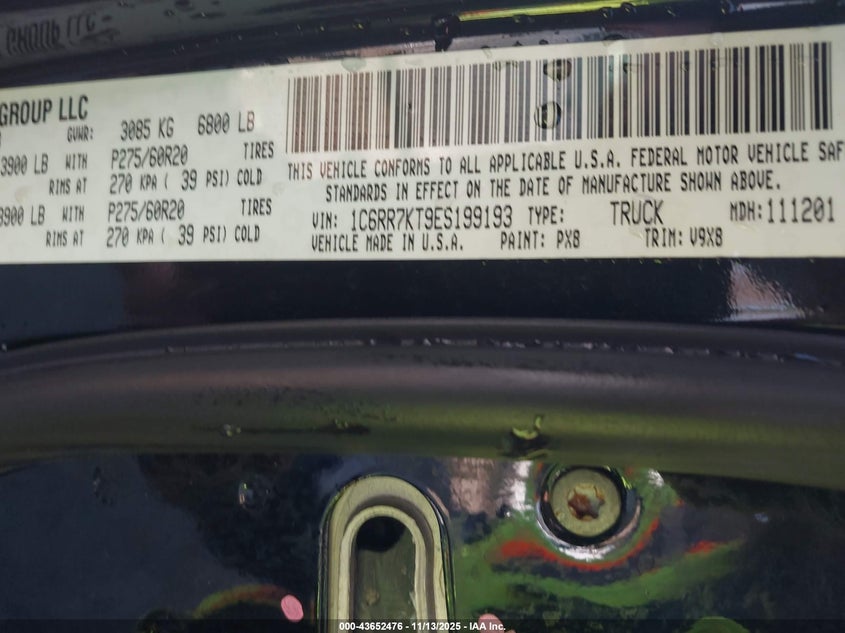 GROUP LLC
GVWR: 3085 KG 6800 LB
3900 LB WITH P275/60R20 TIRES
RIMS AT 270 KPA ( 39 PSI) COLD
3900 LB WITH P275/60R20 TIRES
RIMS AT 270 KPA ( 39 PSI) COLD
THIS VEHICLE CONFORMS TO ALL APPLICABLE U.S.A. FEDERAL MOTOR VEHICLE SAF
STANDARDS IN EFFECT ON THE DATE OF MANUFACTURE SHOWN ABOVE.
VIN: 1C6RR7KT9ES199193 TYPE: TRUCK MDH:111201
VEHICLE MADE IN U.S.A. PAINT: PX8 TRIM: V9X8
000-43652476 - 11/13/2025 - IAA Inc.